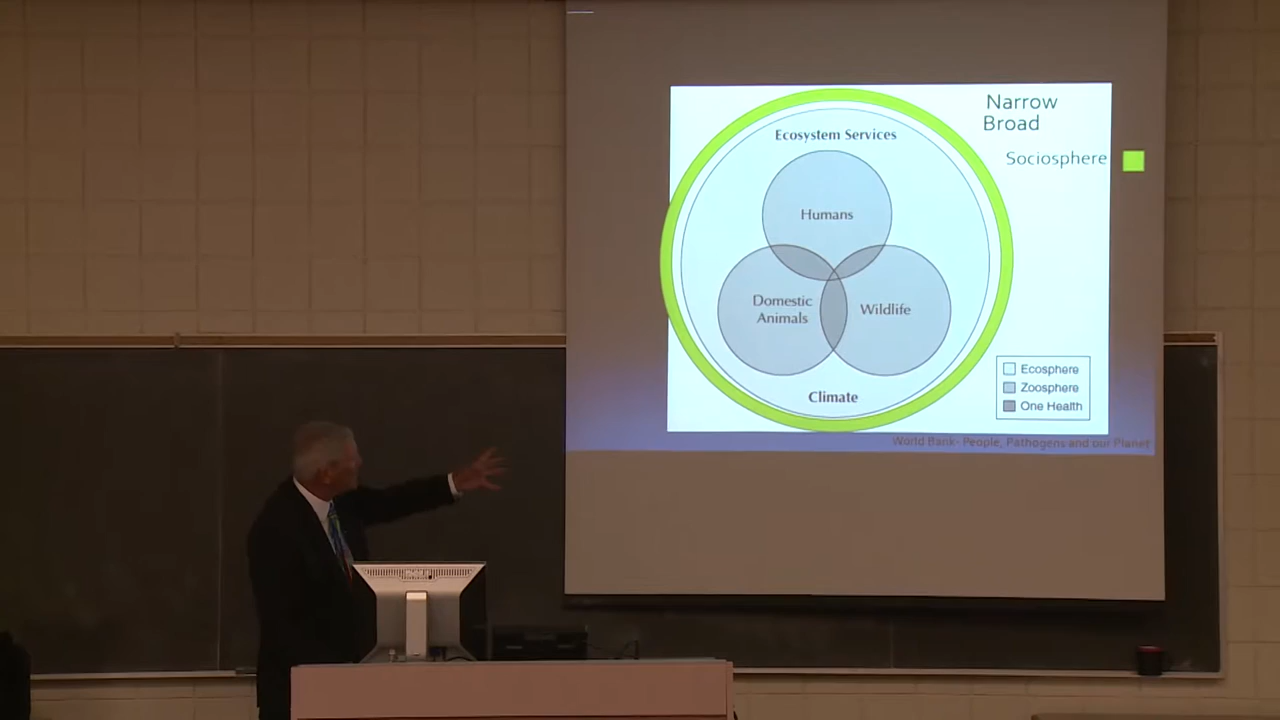 Narrow
Broad
Sociosphere
Ecosystem Services
Humans
Domestic
Animals
Wildlife
Climate
Ecosphere
Zoosphere
One Health
World Bank- People, Pathogens and our Planet